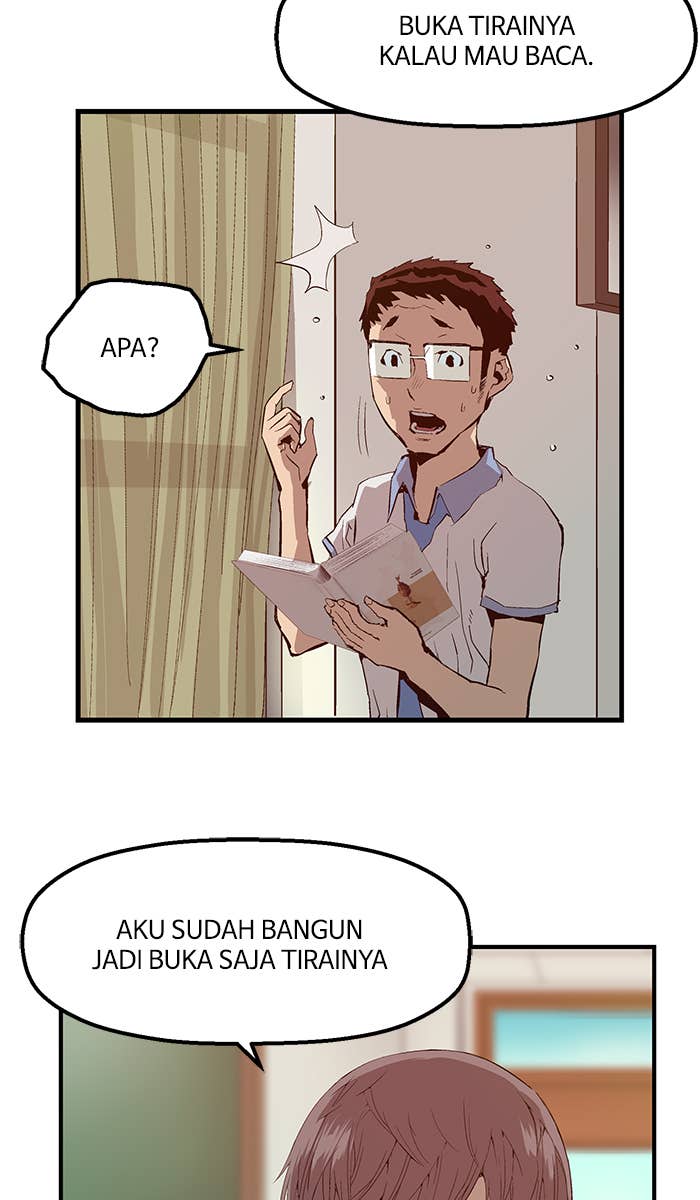 BUKA TIRAINYA
KALAU MAU BACA.
APA?
AKU SUDAH BANGUN
JADI BUKA SAJA TIRAINYA